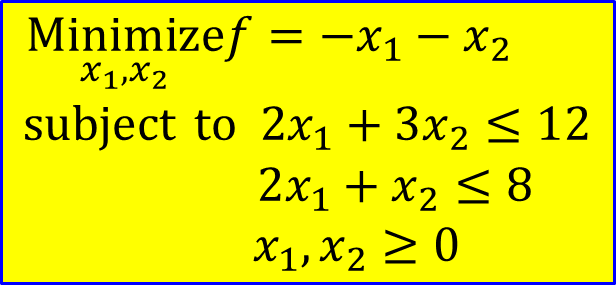 Minimize f = −x₁ − x₂
x₁,x₂
subject to 2x₁ + 3x₂ ≤ 12
2x₁ + x₂ ≤ 8
x₁, x₂ ≥ 0